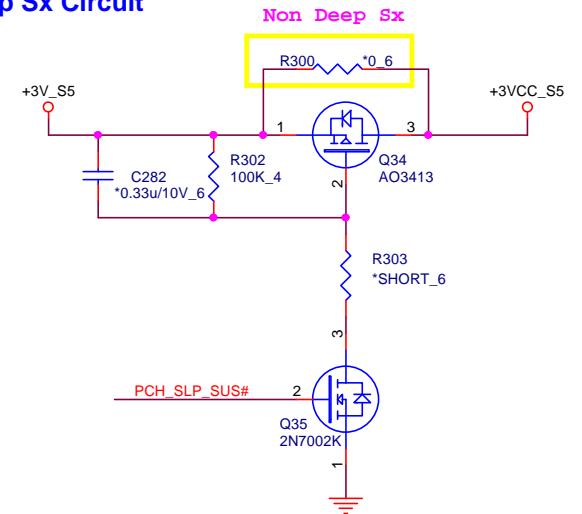 p Sx Circuit
Non Deep Sx
R300
*0_6
+3V_S5
+3VCC_S5
1
3
R302
100K_4
C282
*0.33u/10V_6
Q34
AO3413
2
R303
*SHORT_6
3
PCH_SLP_SUS#
2
Q35
2N7002K
1